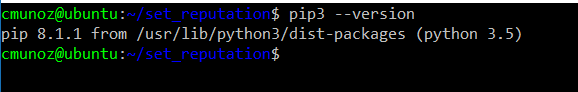 cmunoz@ubuntu:~/set_reputation$ pip3 --version
pip 8.1.1 from /usr/lib/python3/dist-packages (python 3.5)
cmunoz@ubuntu:~/set_reputation$